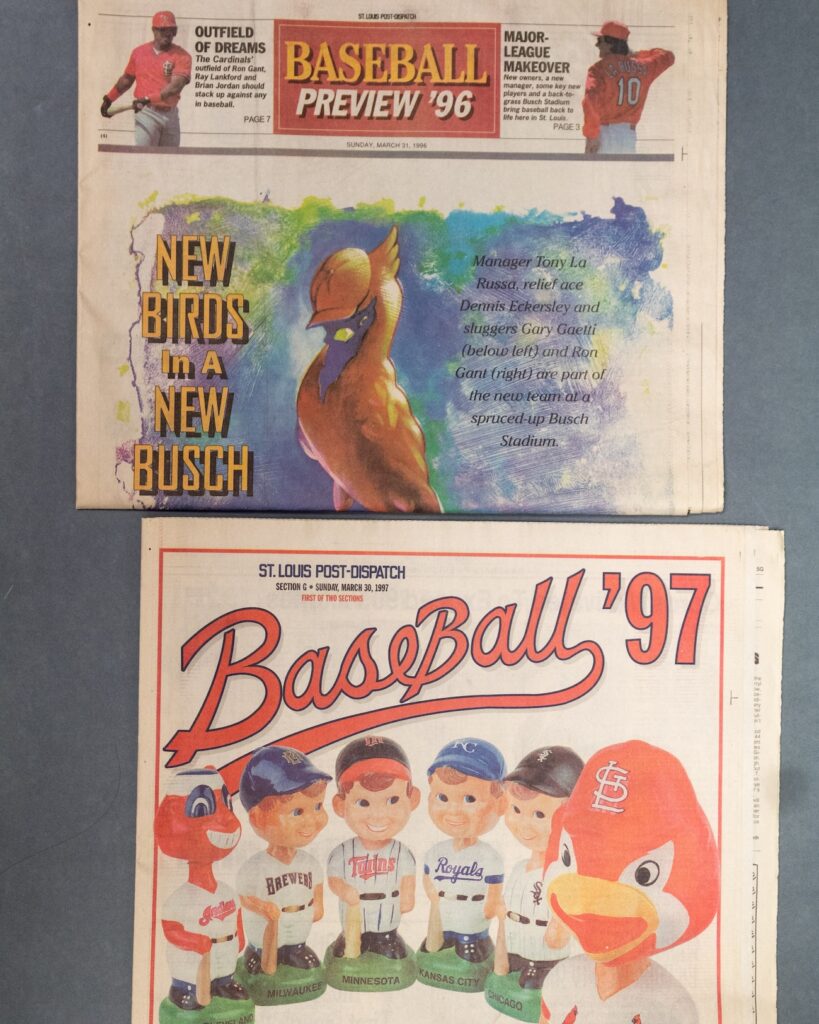 ST. LOUIS POST-DISPATCH
OUTFIELD
OF DREAMS
The Cardinals'
outfield of Ron Gant,
Ray Lankford and
Brian Jordan should
stack up against any
in baseball.
PAGE 7
BASEBALL
PREVIEW '96
MAJOR-
LEAGUE
MAKEOVER
New owners, a new
manager, some key new
players and a back-to-
grass Busch Stadium
bring baseball back to
life here in St. Louis.
PAGE 3
LA RUSSA
10
SUNDAY, MARCH 31, 1996
NEW
BIRDS
In A
NEW
BUSCH
Manager Tony La
Russa, relief ace
Dennis Eckersley and
sluggers Gary Gaetti
(below left) and Ron
Gant (right) are part of
the new team at a
spruced-up Busch
Stadium.
ST. LOUIS POST-DISPATCH
SECTION G • SUNDAY, MARCH 30, 1997
FIRST OF TWO SECTIONS
BaseBall '97
KC
StL
Indians
BREWERS
Twins
Royals
CLEVELAND
MILWAUKEE
MINNESOTA
KANSAS CITY
CHICAGO